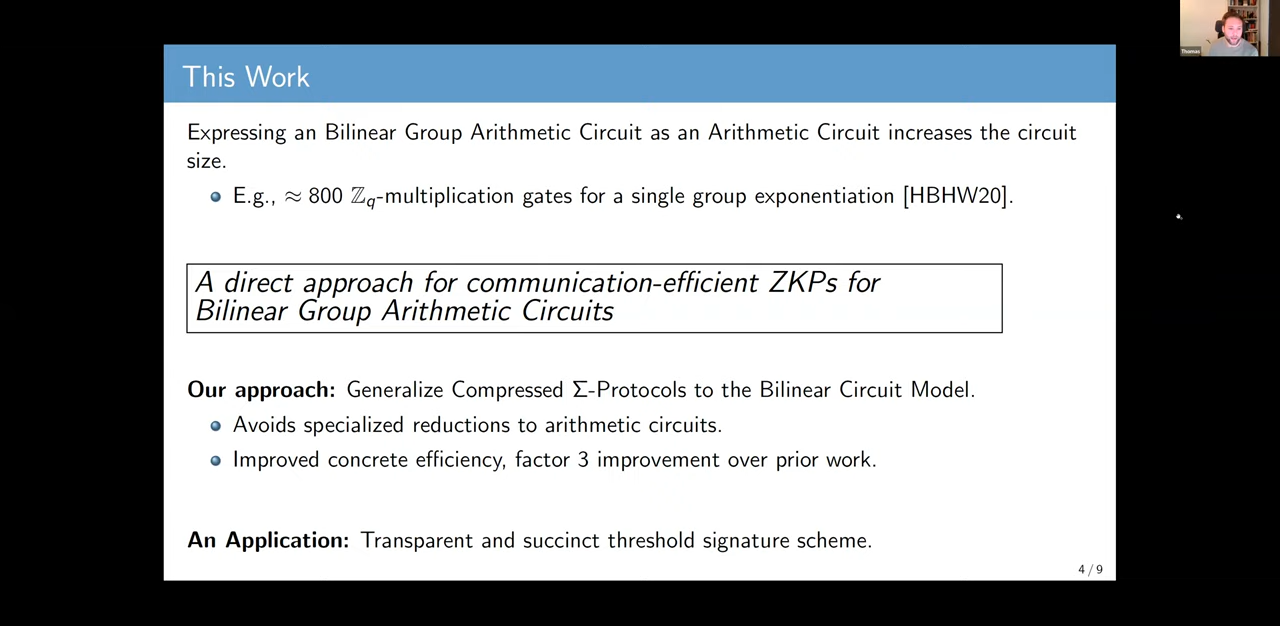 This Work
Expressing an Bilinear Group Arithmetic Circuit as an Arithmetic Circuit increases the circuit
size.
E.g., ≈ 800 ℤq-multiplication gates for a single group exponentiation [HBHW20].
A direct approach for communication-efficient ZKPs for
Bilinear Group Arithmetic Circuits
Our approach: Generalize Compressed Σ-Protocols to the Bilinear Circuit Model.
Avoids specialized reductions to arithmetic circuits.
Improved concrete efficiency, factor 3 improvement over prior work.
An Application: Transparent and succinct threshold signature scheme.
4 / 9
Thomas